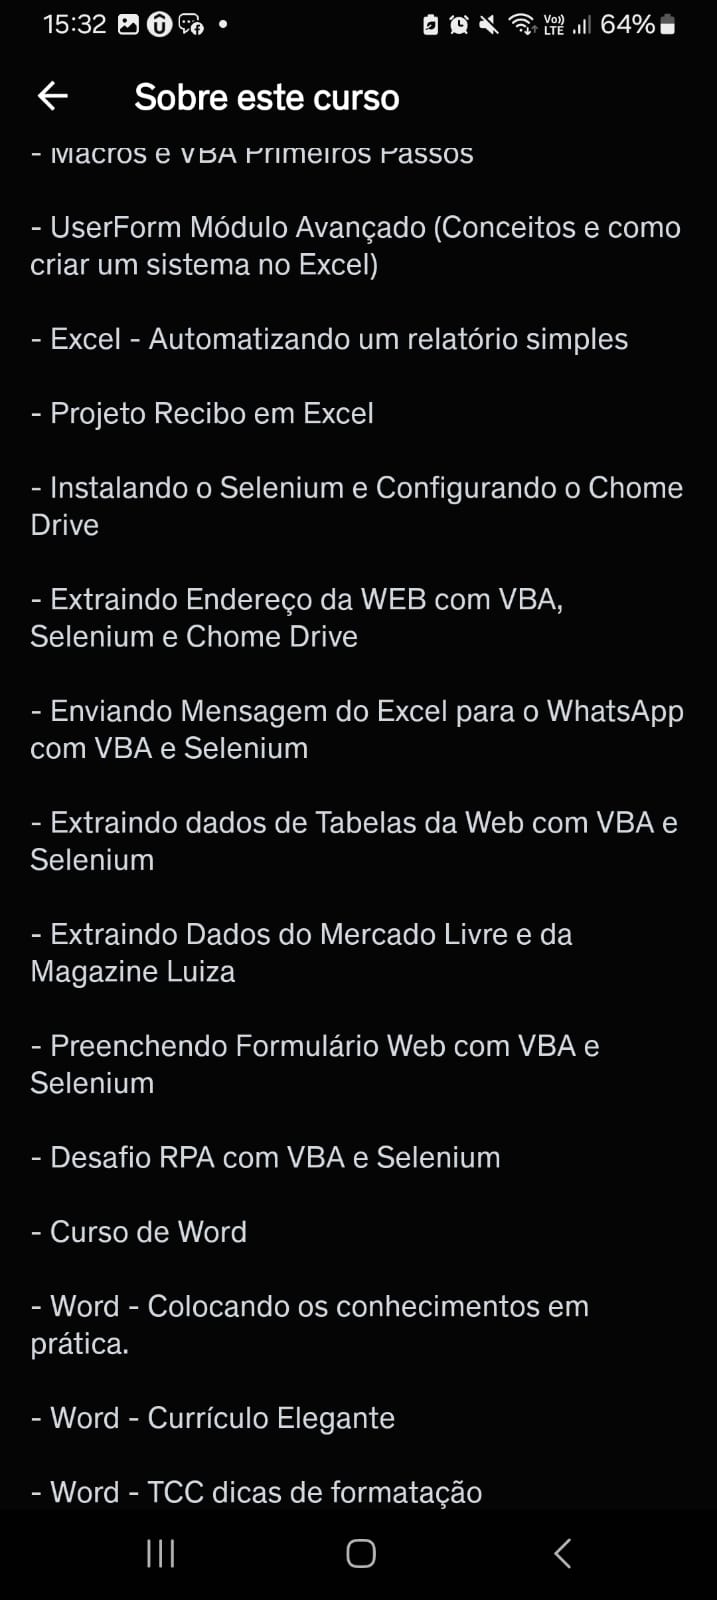 15:32
Vo))
LTE
64%
Sobre este curso
- Macros e VBA Primeiros Passos
- UserForm Módulo Avançado (Conceitos e como
criar um sistema no Excel)
- Excel - Automatizando um relatório simples
- Projeto Recibo em Excel
- Instalando o Selenium e Configurando o Chome
Drive
- Extraindo Endereço da WEB com VBA,
Selenium e Chome Drive
- Enviando Mensagem do Excel para o WhatsApp
com VBA e Selenium
- Extraindo dados de Tabelas da Web com VBA e
Selenium
- Extraindo Dados do Mercado Livre e da
Magazine Luiza
- Preenchendo Formulário Web com VBA e
Selenium
- Desafio RPA com VBA e Selenium
- Curso de Word
- Word - Colocando os conhecimentos em
prática.
- Word - Currículo Elegante
- Word - TCC dicas de formatação